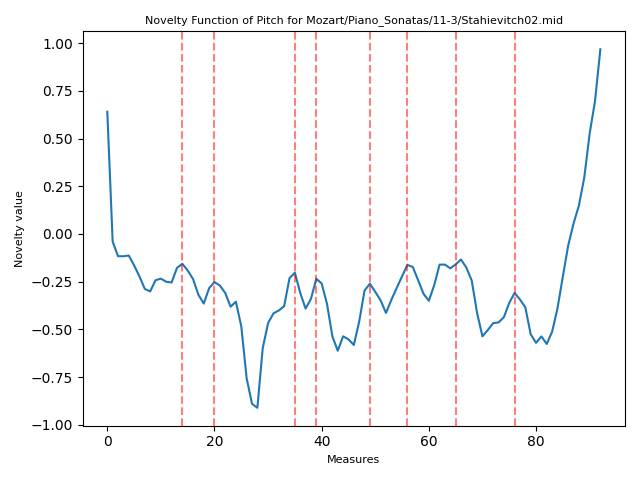 Novelty Function of Pitch for Mozart/Piano_Sonatas/11-3/Stahievitch02.mid
1.00
0.75
0.50
0.25
0.00
−0.25
−0.50
−0.75
−1.00
Novelty value
0 20 40 60 80
Measures